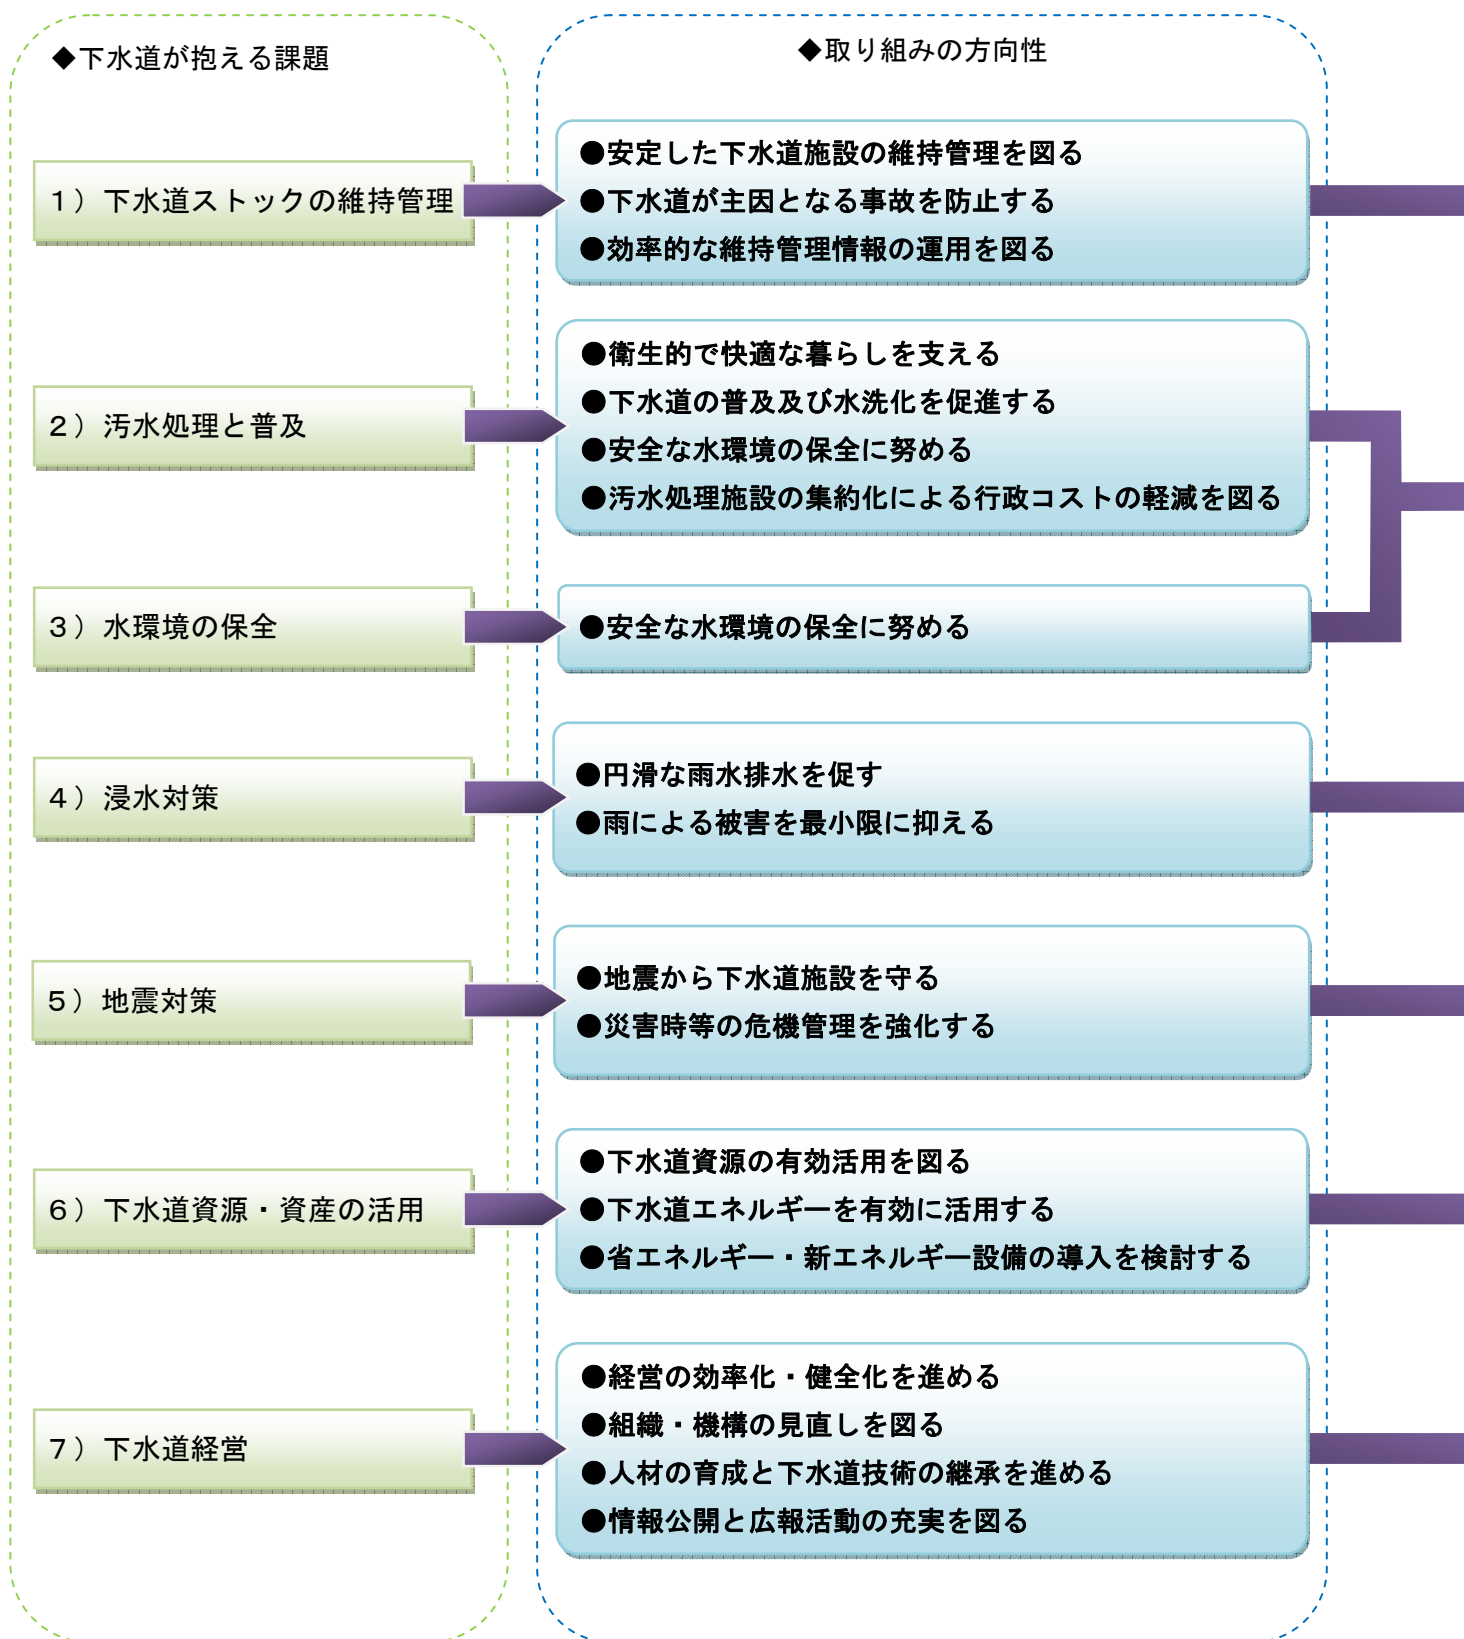 ◆下水道が抱える課題
◆取り組みの方向性
１）下水道ストックの維持管理
●安定した下水道施設の維持管理を図る
●下水道が主因となる事故を防止する
●効率的な維持管理情報の運用を図る
２）汚水処理と普及
●衛生的で快適な暮らしを支える
●下水道の普及及び水洗化を促進する
●安全な水環境の保全に努める
●汚水処理施設の集約化による行政コストの軽減を図る
３）水環境の保全
●安全な水環境の保全に努める
４）浸水対策
●円滑な雨水排水を促す
●雨による被害を最小限に抑える
５）地震対策
●地震から下水道施設を守る
●災害時等の危機管理を強化する
６）下水道資源・資産の活用
●下水道資源の有効活用を図る
●下水道エネルギーを有効に活用する
●省エネルギー・新エネルギー設備の導入を検討する
７）下水道経営
●経営の効率化・健全化を進める
●組織・機構の見直しを図る
●人材の育成と下水道技術の継承を進める
●情報公開と広報活動の充実を図る